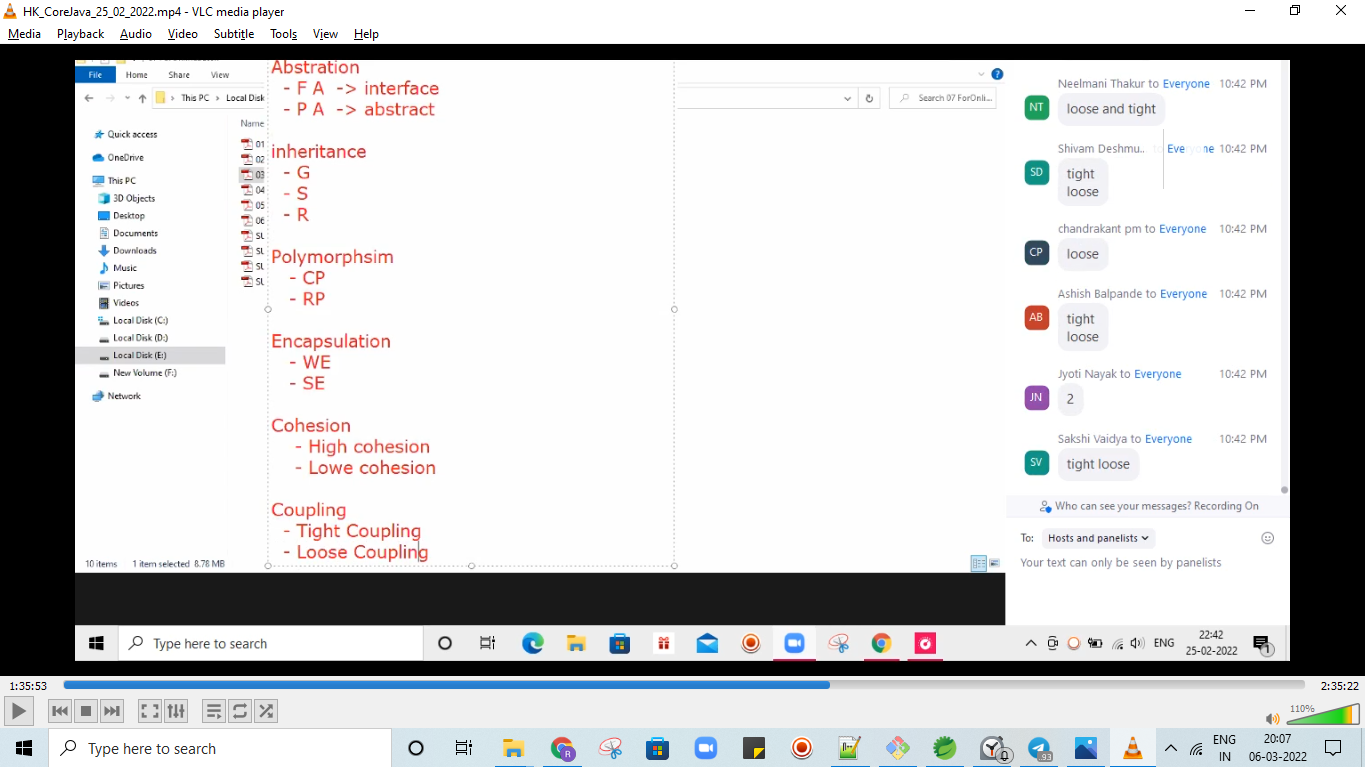 HK_CoreJava_25_02_2022.mp4 - VLC media player
Media Playback Audio Video Subtitle Tools View Help
File Home Share View
This PC > Local Disk
Search 07 ForOnli...
Name
Quick access
OneDrive
This PC
3D Objects
Desktop
Documents
Downloads
Music
Pictures
Videos
Local Disk (C:)
Local Disk (D:)
Local Disk (E:)
New Volume (F:)
Network
01
02
03
04
05
06
SL
SL
SL
SL
10 items 1 item selected 8.78 MB
Abstration
- F A -> interface
- P A -> abstract
inheritance
- G
- S
- R
Polymorphsim
- CP
- RP
Encapsulation
- WE
- SE
Cohesion
- High cohesion
- Lowe cohesion
Coupling
- Tight Coupling
- Loose Coupling
Neelmani Thakur to Everyone 10:42 PM
NT
loose and tight
Shivam Deshmu.. to Everyone 10:42 PM
SD
tight
loose
chandrakant pm to Everyone 10:42 PM
CP
loose
Ashish Balpande to Everyone 10:42 PM
AB
tight
loose
Jyoti Nayak to Everyone 10:42 PM
JN
2
Sakshi Vaidya to Everyone 10:42 PM
SV
tight loose
Who can see your messages? Recording On
To: Hosts and panelists
Your text can only be seen by panelists
Type here to search
ENG
22:42
25-02-2022
1
1:35:53
2:35:22
110%
Type here to search
R
93
ENG
IN
20:07
06-03-2022